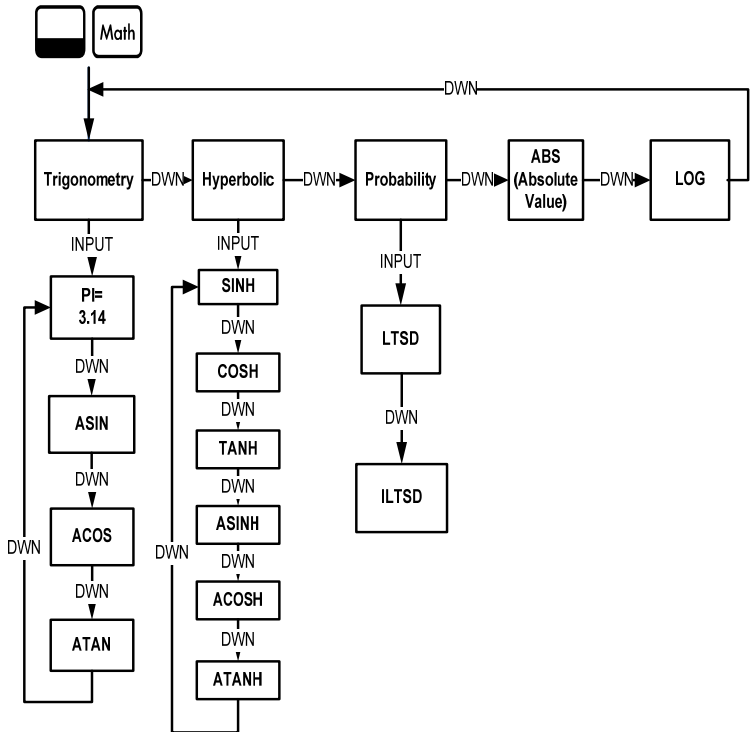 Math
DWN
Trigonometry
DWN
Hyperbolic
DWN
Probability
DWN
ABS
(Absolute
Value)
DWN
LOG
INPUT
INPUT
INPUT
PI=
3.14
DWN
ASIN
DWN
ACOS
DWN
ATAN
DWN
SINH
DWN
COSH
DWN
TANH
DWN
ASINH
DWN
ACOSH
DWN
ATANH
DWN
LTSD
DWN
ILTSD